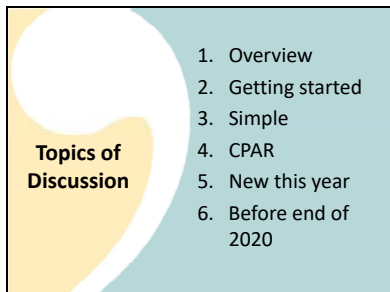 Topics of
Discussion
1. Overview
2. Getting started
3. Simple
4. CPAR
5. New this year
6. Before end of
2020